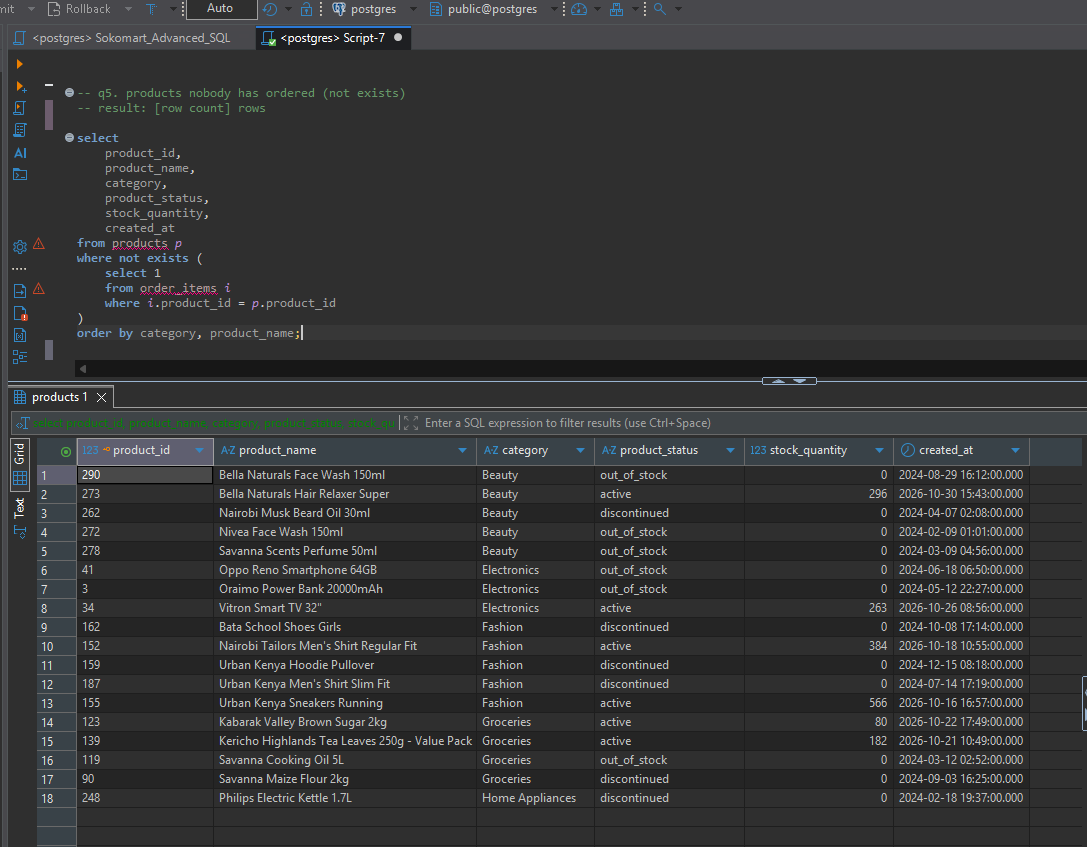 mit Rollback T Auto postgres public@postgres
<postgres> Sokomart_Advanced_SQL <postgres> Script-7
-- q5. products nobody has ordered (not exists)
-- result: [row count] rows
select
product_id,
product_name,
category,
product_status,
stock_quantity,
created_at
from products p
where not exists (
select 1
from order_items i
where i.product_id = p.product_id
)
order by category, product_name;
AI
products 1
select product_id, product_name, category, product_status, stock_qu Enter a SQL expression to filter results (use Ctrl+Space)
Grid
Text
123 product_id A-Z product_name A-Z category A-Z product_status 123 stock_quantity created_at
1 290 Bella Naturals Face Wash 150ml Beauty out_of_stock 0 2024-08-29 16:12:00.000
2 273 Bella Naturals Hair Relaxer Super Beauty active 296 2026-10-30 15:43:00.000
3 262 Nairobi Musk Beard Oil 30ml Beauty discontinued 0 2024-04-07 02:08:00.000
4 272 Nivea Face Wash 150ml Beauty out_of_stock 0 2024-02-09 01:01:00.000
5 278 Savanna Scents Perfume 50ml Beauty out_of_stock 0 2024-03-09 04:56:00.000
6 41 Oppo Reno Smartphone 64GB Electronics out_of_stock 0 2024-06-18 06:50:00.000
7 3 Oraimo Power Bank 20000mAh Electronics out_of_stock 0 2024-05-12 22:27:00.000
8 34 Vitron Smart TV 32" Electronics active 263 2026-10-26 08:56:00.000
9 162 Bata School Shoes Girls Fashion discontinued 0 2024-10-08 17:14:00.000
10 152 Nairobi Tailors Men's Shirt Regular Fit Fashion active 384 2026-10-18 10:55:00.000
11 159 Urban Kenya Hoodie Pullover Fashion discontinued 0 2024-12-15 08:18:00.000
12 187 Urban Kenya Men's Shirt Slim Fit Fashion discontinued 0 2024-07-14 17:19:00.000
13 155 Urban Kenya Sneakers Running Fashion active 566 2026-10-16 16:57:00.000
14 123 Kabarak Valley Brown Sugar 2kg Groceries active 80 2026-10-22 17:49:00.000
15 139 Kericho Highlands Tea Leaves 250g - Value Pack Groceries active 182 2026-10-21 10:49:00.000
16 119 Savanna Cooking Oil 5L Groceries out_of_stock 0 2024-03-12 02:52:00.000
17 90 Savanna Maize Flour 2kg Groceries discontinued 0 2024-09-03 16:25:00.000
18 248 Philips Electric Kettle 1.7L Home Appliances discontinued 0 2024-02-18 19:37:00.000